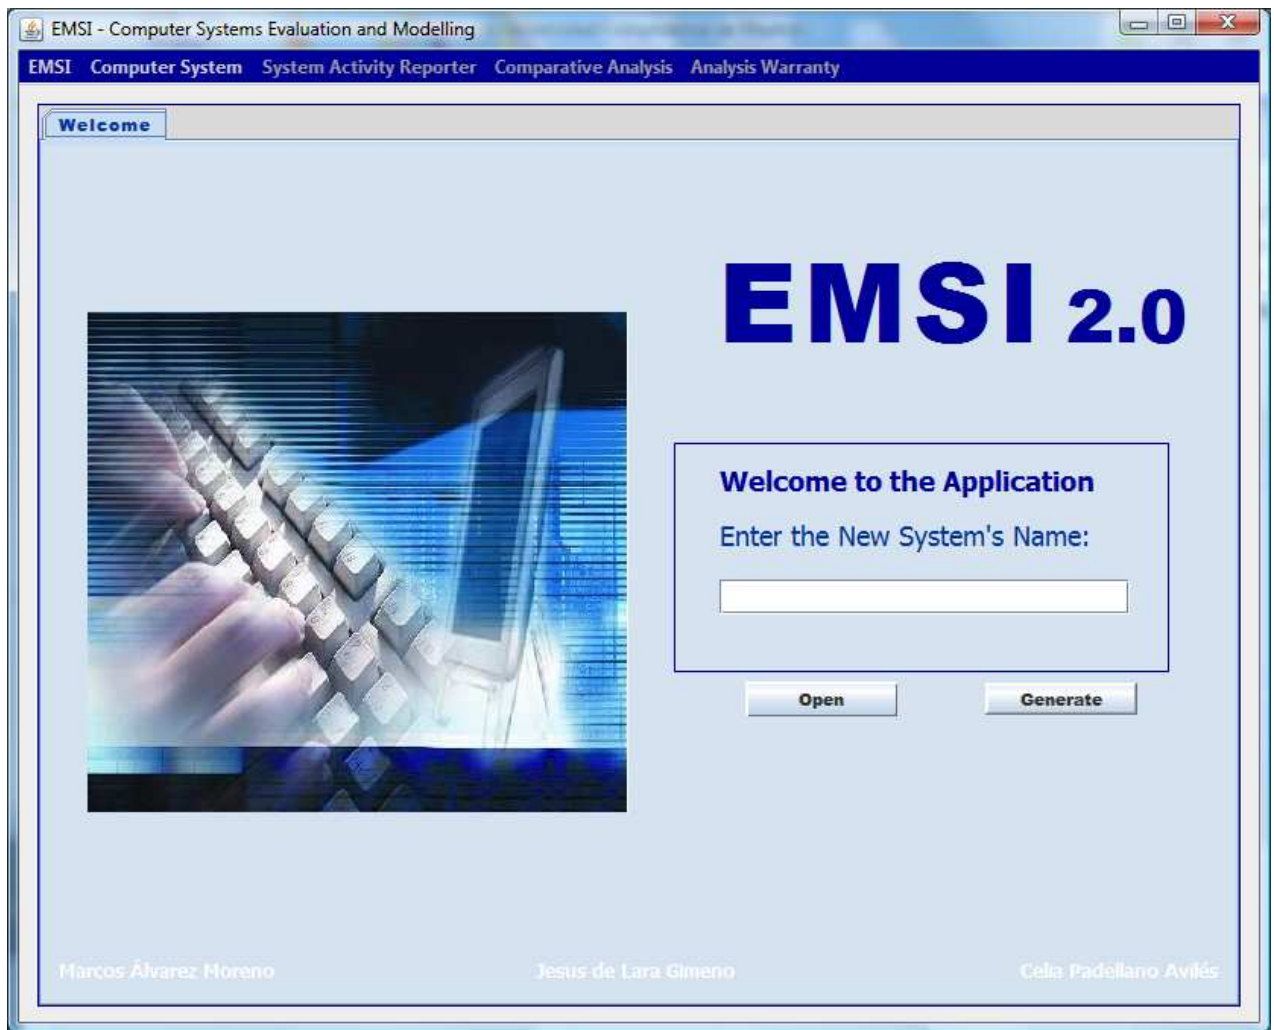 EMSI - Computer Systems Evaluation and Modelling
EMSI Computer System System Activity Reporter Comparative Analysis Analysis Warranty
Welcome
EMSI 2.0
Welcome to the Application
Enter the New System's Name:
Open Generate
Marcos Álvarez Moreno Jesus de Lara Gimeno Celia Padellano Avilés